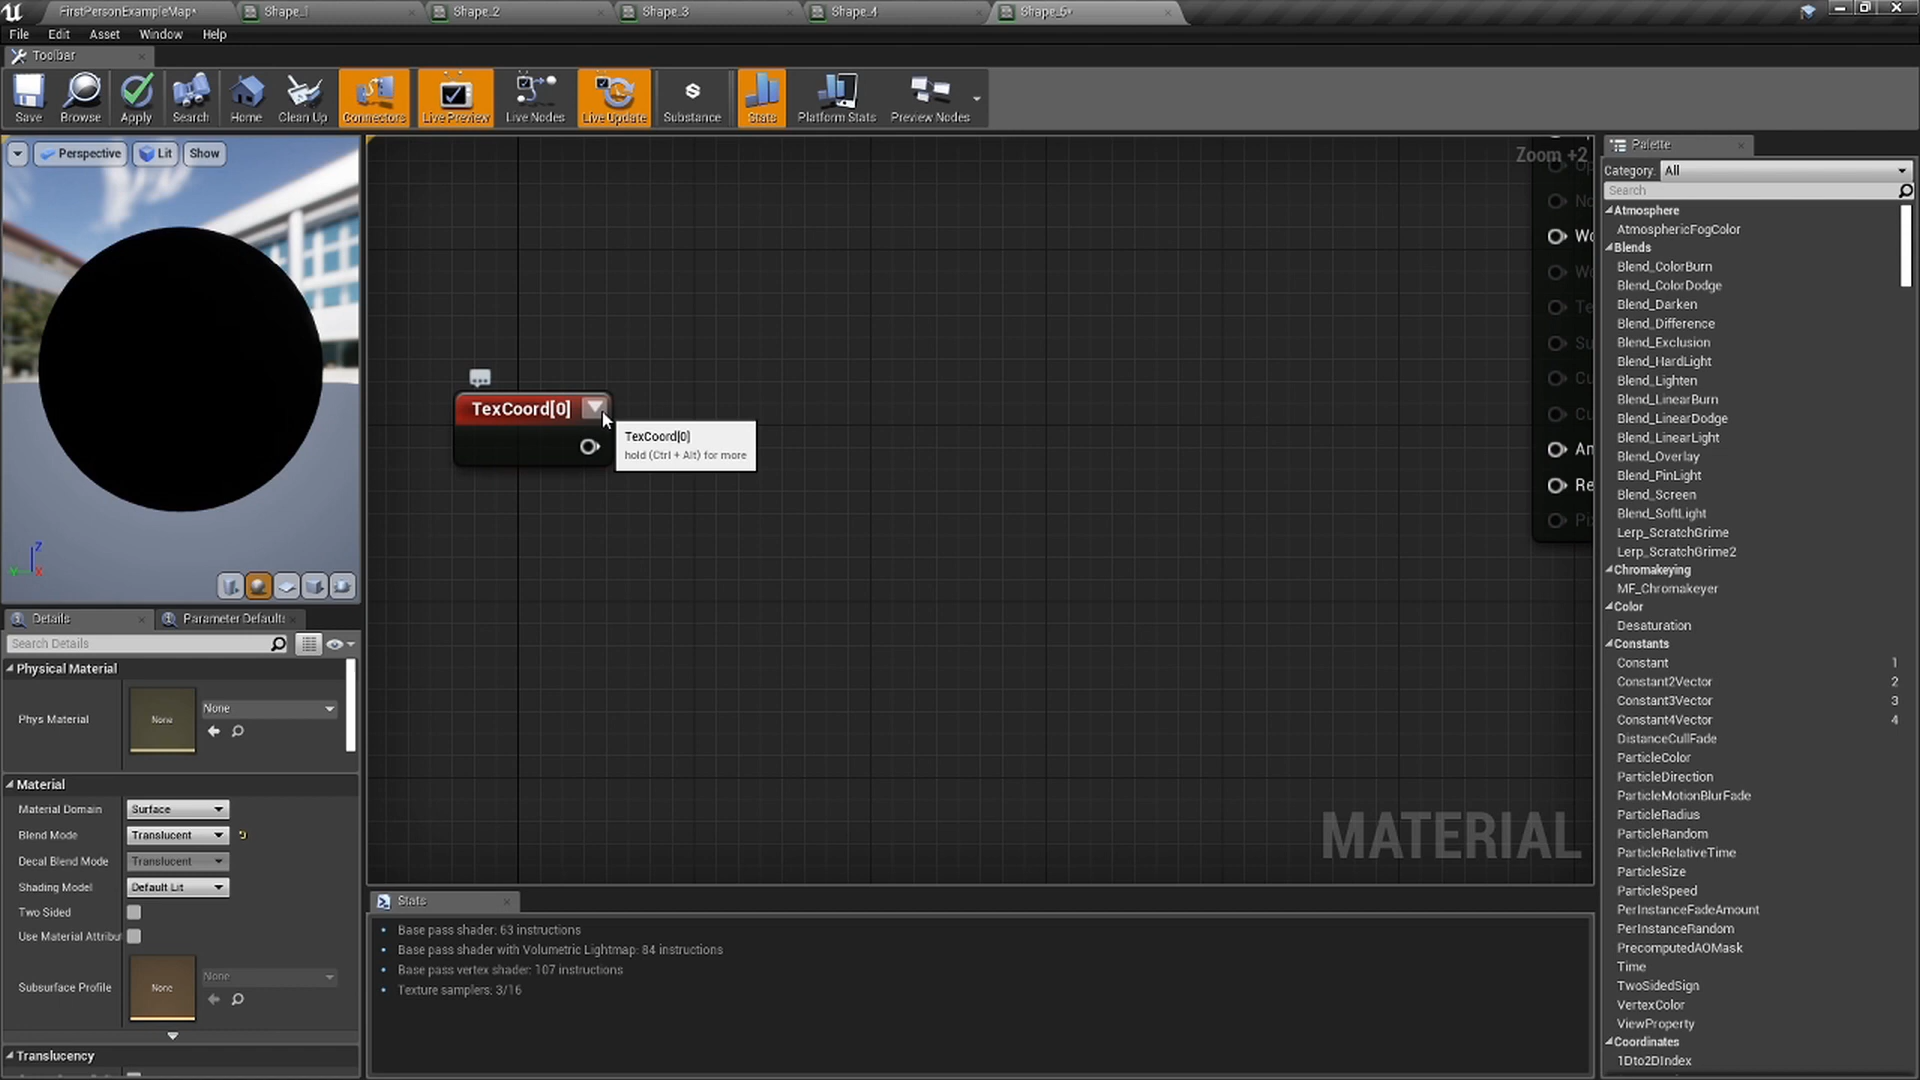 FirstPersonExampleMap*
Shape_1
Shape_2
Shape_3
Shape_4
Shape_5*
File
Edit
Asset
Window
Help
Toolbar
Save
Browse
Apply
Search
Home
Clean Up
Connectors
Live Preview
Live Nodes
Live Update
Substance
Stats
Platform Stats
Preview Nodes
Perspective
Lit
Show
Zoom +2
TexCoord[0]
TexCoord[0]
hold (Ctrl + Alt) for more
Wo
An
Re
MATERIAL
Details
Parameter Defaults
Search Details
Physical Material
Phys Material
None
None
Material
Material Domain
Surface
Blend Mode
Translucent
Decal Blend Mode
Translucent
Shading Model
Default Lit
Two Sided
Use Material Attribut
Subsurface Profile
None
None
Translucency
Stats
Base pass shader: 63 instructions
Base pass shader with Volumetric Lightmap: 84 instructions
Base pass vertex shader: 107 instructions
Texture samplers: 3/16
Palette
Category: All
Search
Atmosphere
AtmosphericFogColor
Blends
Blend_ColorBurn
Blend_ColorDodge
Blend_Darken
Blend_Difference
Blend_Exclusion
Blend_HardLight
Blend_Lighten
Blend_LinearBurn
Blend_LinearDodge
Blend_LinearLight
Blend_Overlay
Blend_PinLight
Blend_Screen
Blend_SoftLight
Lerp_ScratchGrime
Lerp_ScratchGrime2
Chromakeying
MF_Chromakeyer
Color
Desaturation
Constants
Constant 1
Constant2Vector 2
Constant3Vector 3
Constant4Vector 4
DistanceCullFade
ParticleColor
ParticleDirection
ParticleMotionBlurFade
ParticleRadius
ParticleRandom
ParticleRelativeTime
ParticleSize
ParticleSpeed
PerInstanceFadeAmount
PerInstanceRandom
PrecomputedAOMask
Time
TwoSidedSign
VertexColor
ViewProperty
Coordinates
1Dto2DIndex